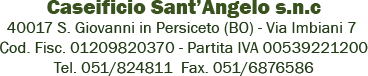 Caseificio Sant'Angelo s.n.c
40017 S. Giovanni in Persiceto (BO) - Via Imbiani 7
Cod. Fisc. 01209820370 - Partita IVA 00539221200
Tel. 051/824811  Fax. 051/6876586